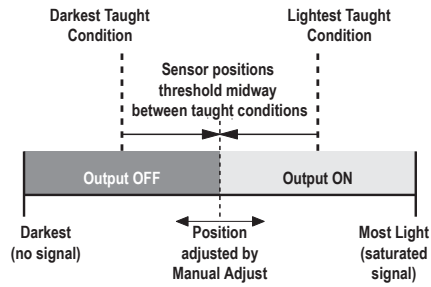 Darkest Taught
Condition
Lightest Taught
Condition
Sensor positions
threshold midway
between taught conditions
Output OFF
Output ON
Darkest
(no signal)
Position
adjusted by
Manual Adjust
Most Light
(saturated
signal)